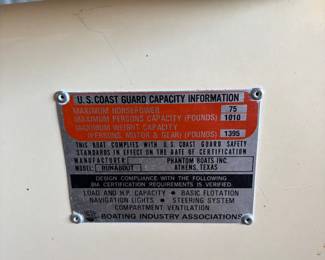 U.S. COAST GUARD CAPACITY INFORMATION
MAXIMUM HORSEPOWER 75
MAXIMUM PERSONS CAPACITY (POUNDS) 1010
MAXIMUM WEIGHT CAPACITY
(PERSONS, MOTOR & GEAR) (POUNDS) 1395
THIS BOAT COMPLIES WITH U.S. COAST GUARD SAFETY
STANDARDS IN EFFECT ON THE DATE OF CERTIFICATION
MANUFACTURER PHANTOM BOATS INC.
MODEL RUNABOUT ATHENS, TEXAS
DESIGN COMPLIANCE WITH THE FOLLOWING
BIA CERTIFICATION REQUIREMENTS IS VERIFIED.
LOAD AND H.P. CAPACITY • BASIC FLOTATION
NAVIGATION LIGHTS • STEERING SYSTEM
COMPARTMENT VENTILATION
BOATING INDUSTRY ASSOCIATIONS